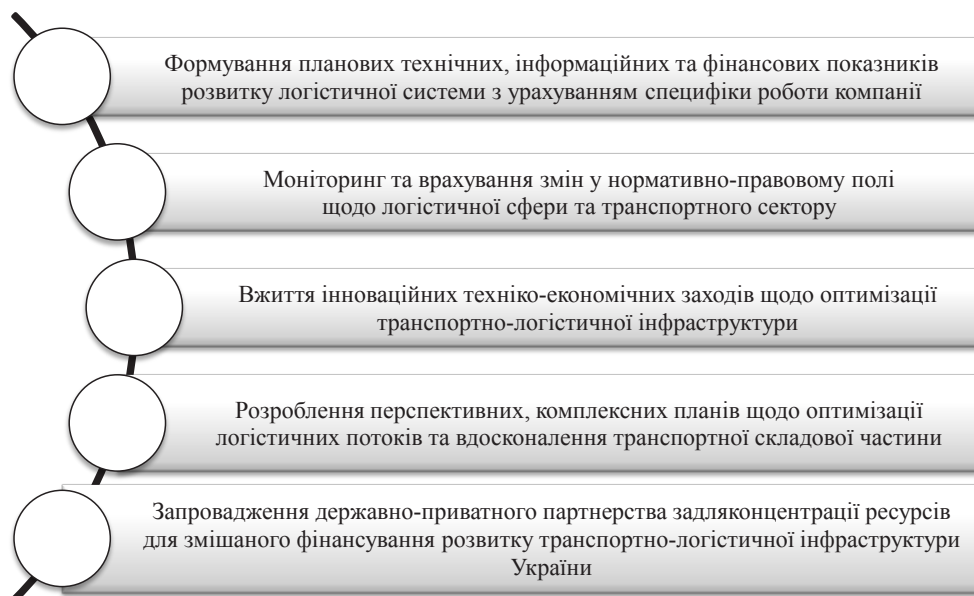 Формування планових технічних, інформаційних та фінансових показників
розвитку логістичної системи з урахуванням специфіки роботи компанії
Моніторинг та врахування змін у нормативно-правовому полі
щодо логістичної сфери та транспортного сектору
Вжиття інноваційних техніко-економічних заходів щодо оптимізації
транспортно-логістичної інфраструктури
Розроблення перспективних, комплексних планів щодо оптимізації
логістичних потоків та вдосконалення транспортної складової частини
Запровадження державно-приватного партнерства задляконцентрації ресурсів
для змішаного фінансування розвитку транспортно-логістичної інфраструктури
України